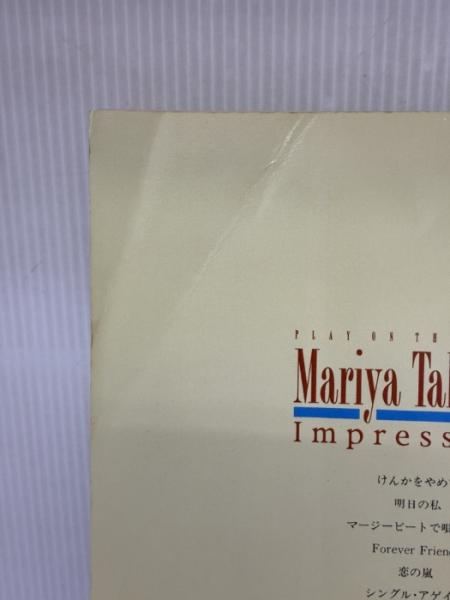 PLAY ON TH
Mariya Tak
Impress
けんかをやめ
明日の私
マージービートで
Forever Frien
恋の嵐
シングル・アゲイ